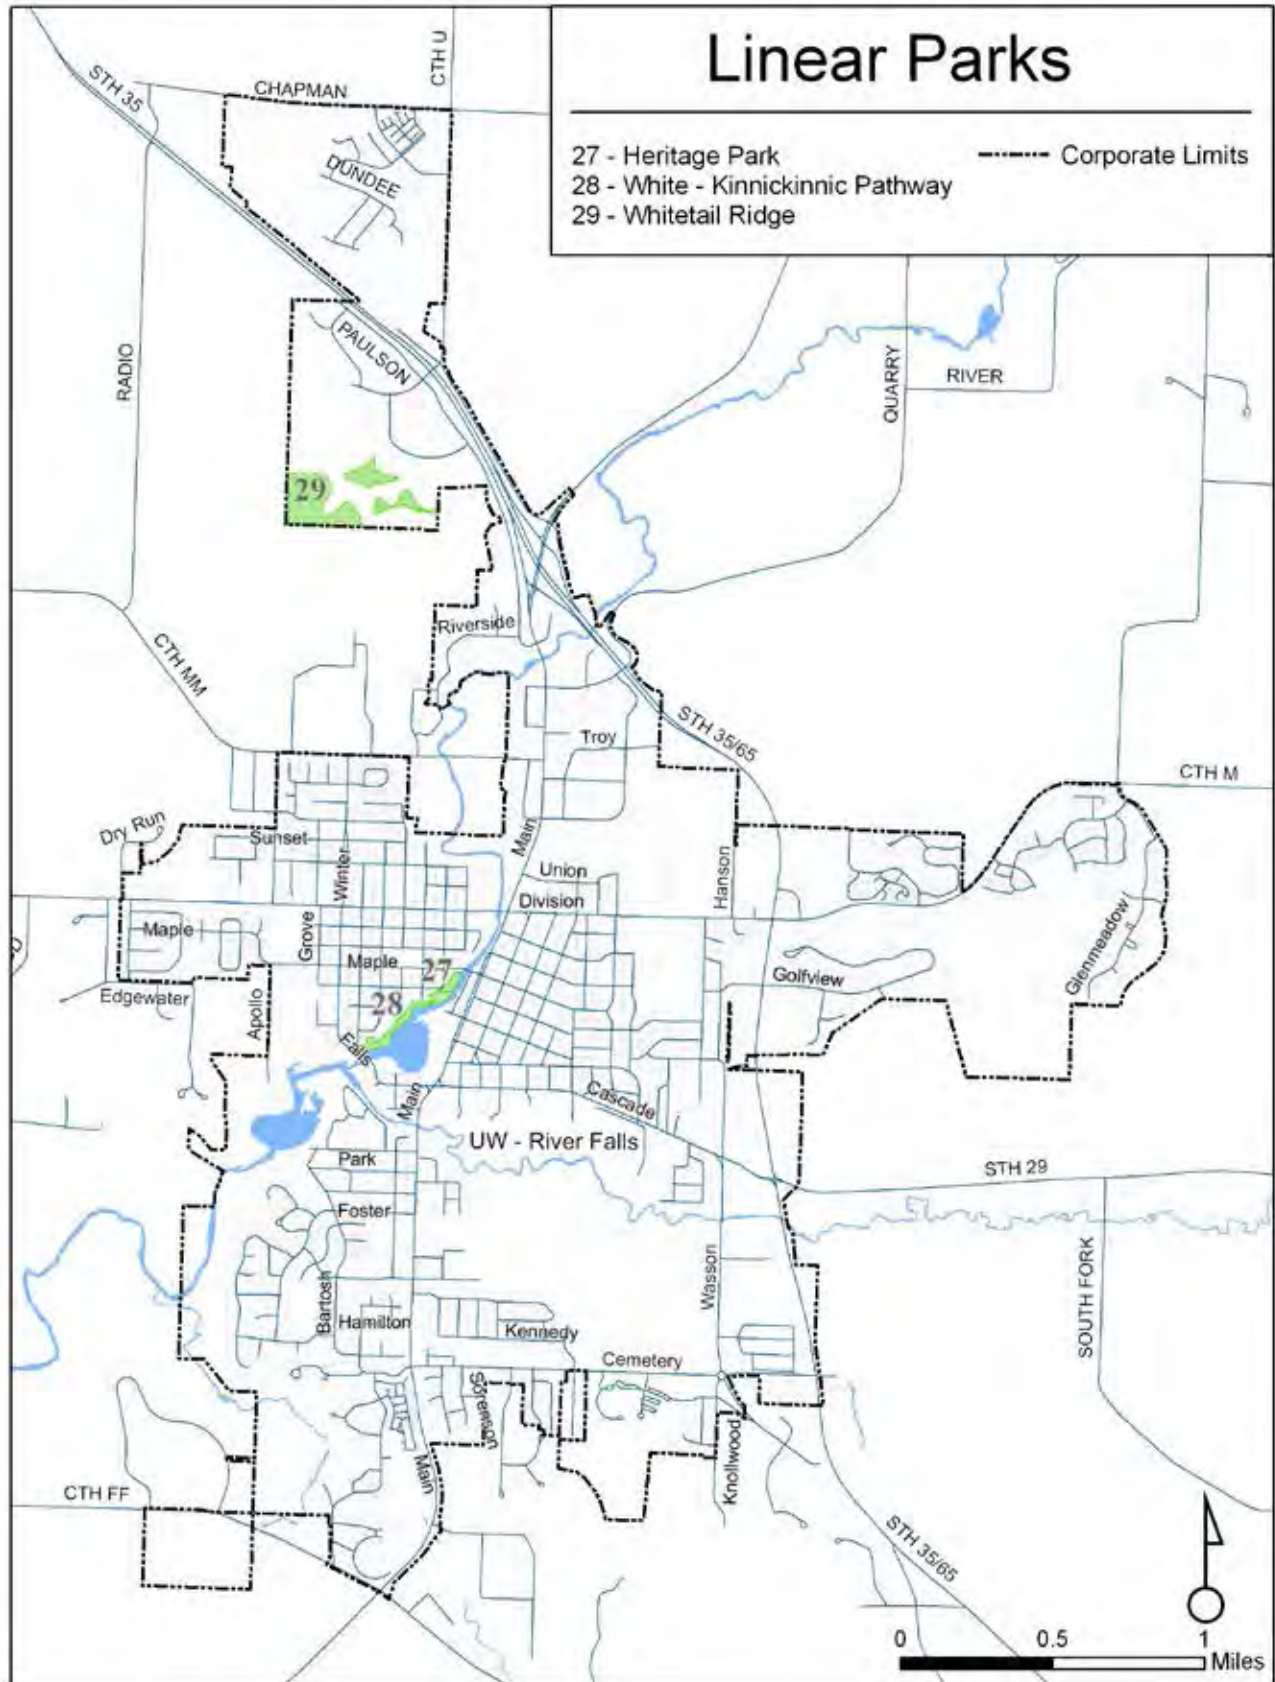 Linear Parks
27 - Heritage Park
28 - White - Kinnickinnic Pathway
29 - Whitetail Ridge
Corporate Limits
STH 35
CHAPMAN
CTH U
DUNDEE
PAULSON
RADIO
QUARRY
RIVER
29
Riverside
CTH MM
STH 35/65
Troy
CTH M
Dry Run
Sunset
Winter
Main
Union
Hanson
Division
Maple
Grove
Maple
27
Golfview
Glenmeadow
Edgewater
Apollo
28
Falls
Main
Cascade
UW - River Falls
Park
STH 29
Foster
Wasson
SOUTH FORK
Bartosh
Hamilton
Kennedy
Cemetery
Sorenson
Main
Knollwood
CTH FF
STH 35/65
0 0.5 1
Miles